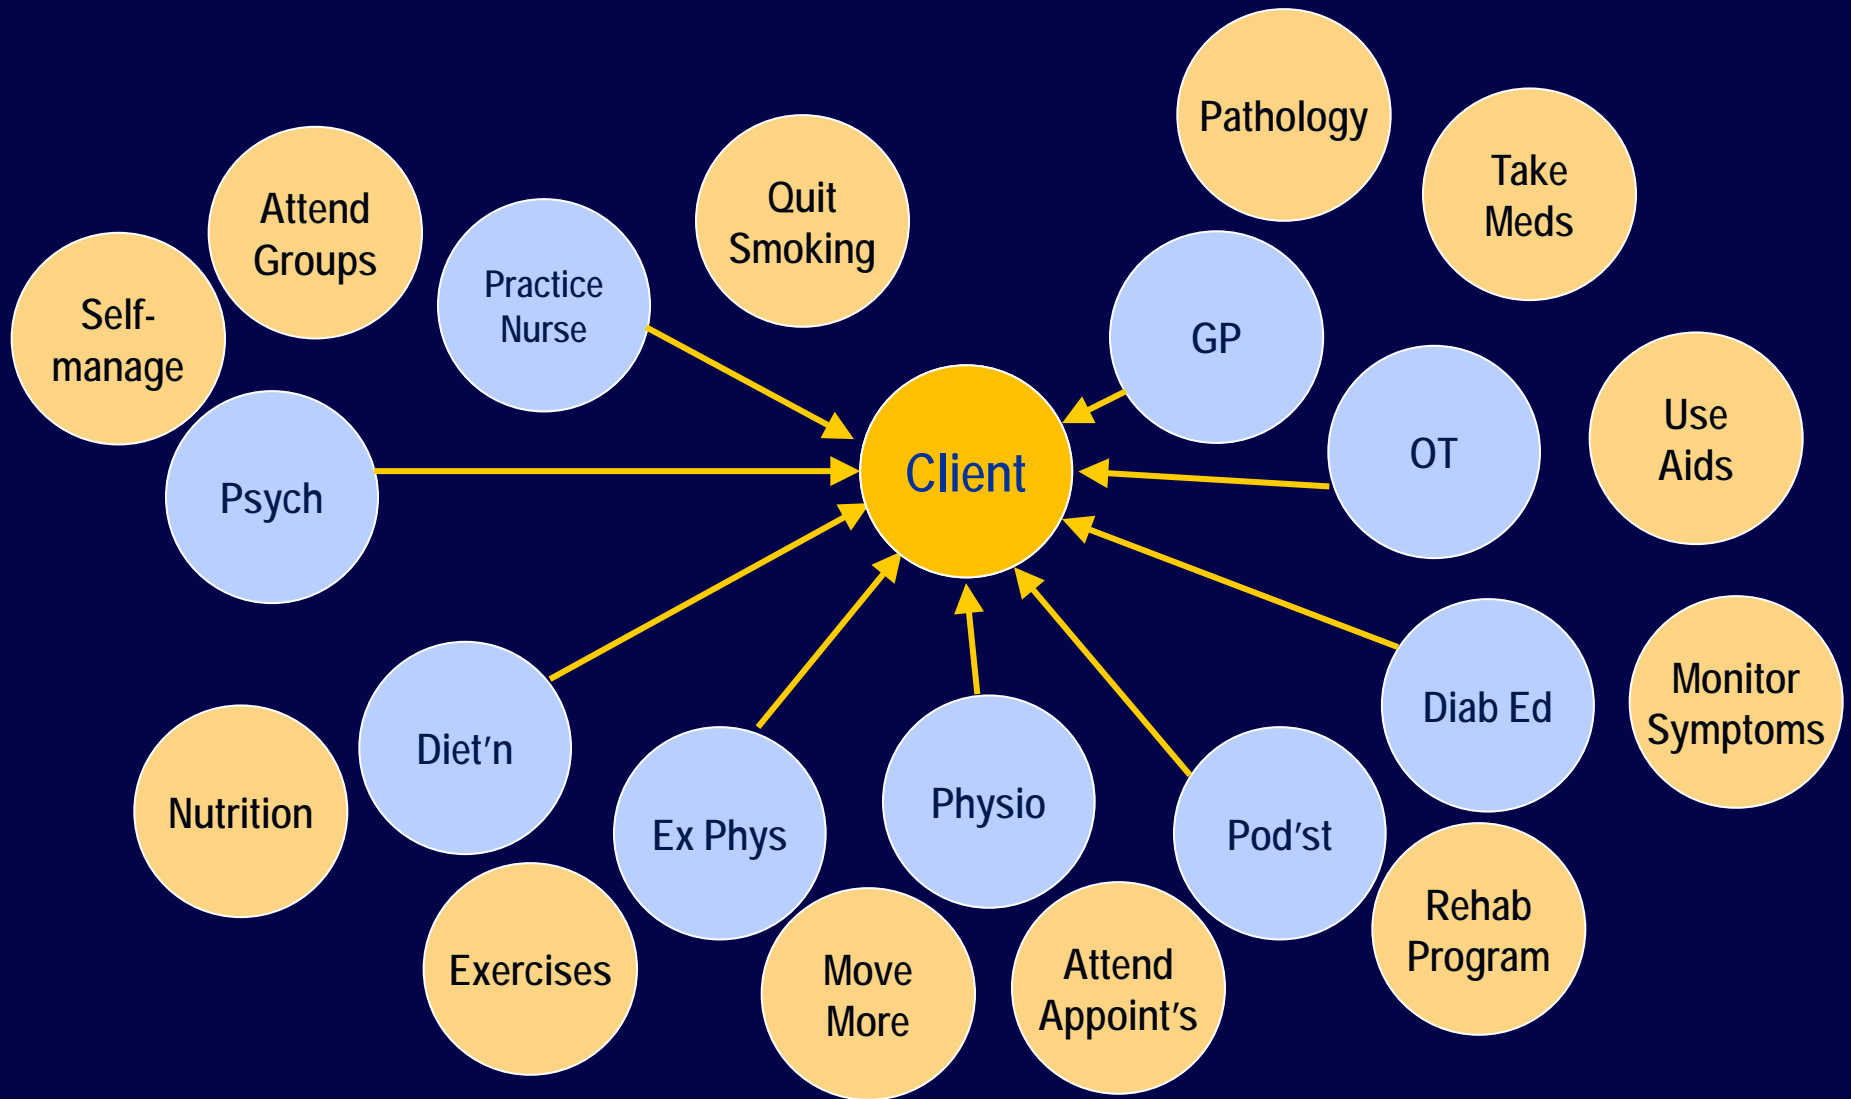 Pathology
Take
Meds
Attend
Groups
Quit
Smoking
Practice
Nurse
Self-
manage
GP
Use
Aids
OT
Client
Psych
Monitor
Symptoms
Diab Ed
Diet'n
Nutrition
Ex Phys
Physio
Pod'st
Rehab
Program
Exercises
Move
More
Attend
Appoint's